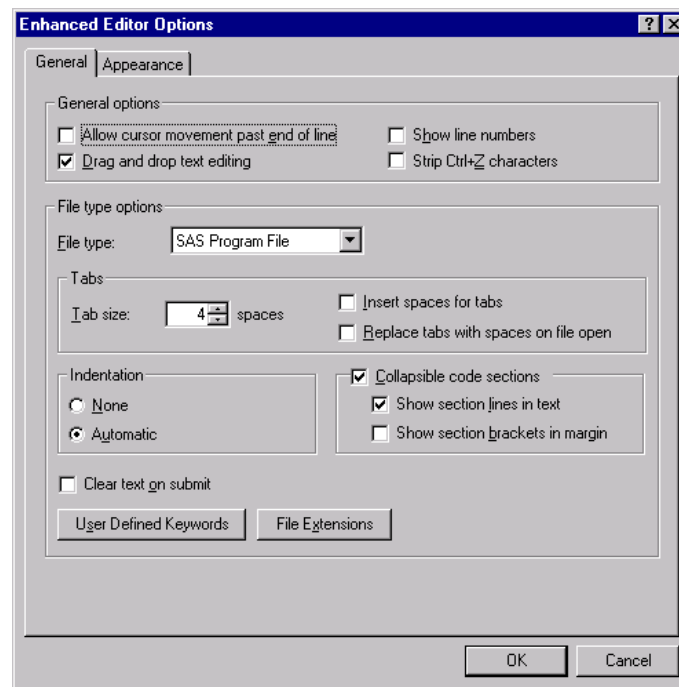 Enhanced Editor Options
General Appearance
General options
Allow cursor movement past end of line
Show line numbers
Drag and drop text editing
Strip Ctrl+Z characters
File type options
File type: SAS Program File
Tabs
Tab size: 4 spaces
Insert spaces for tabs
Replace tabs with spaces on file open
Indentation
None
Automatic
Collapsible code sections
Show section lines in text
Show section brackets in margin
Clear text on submit
User Defined Keywords File Extensions
OK Cancel